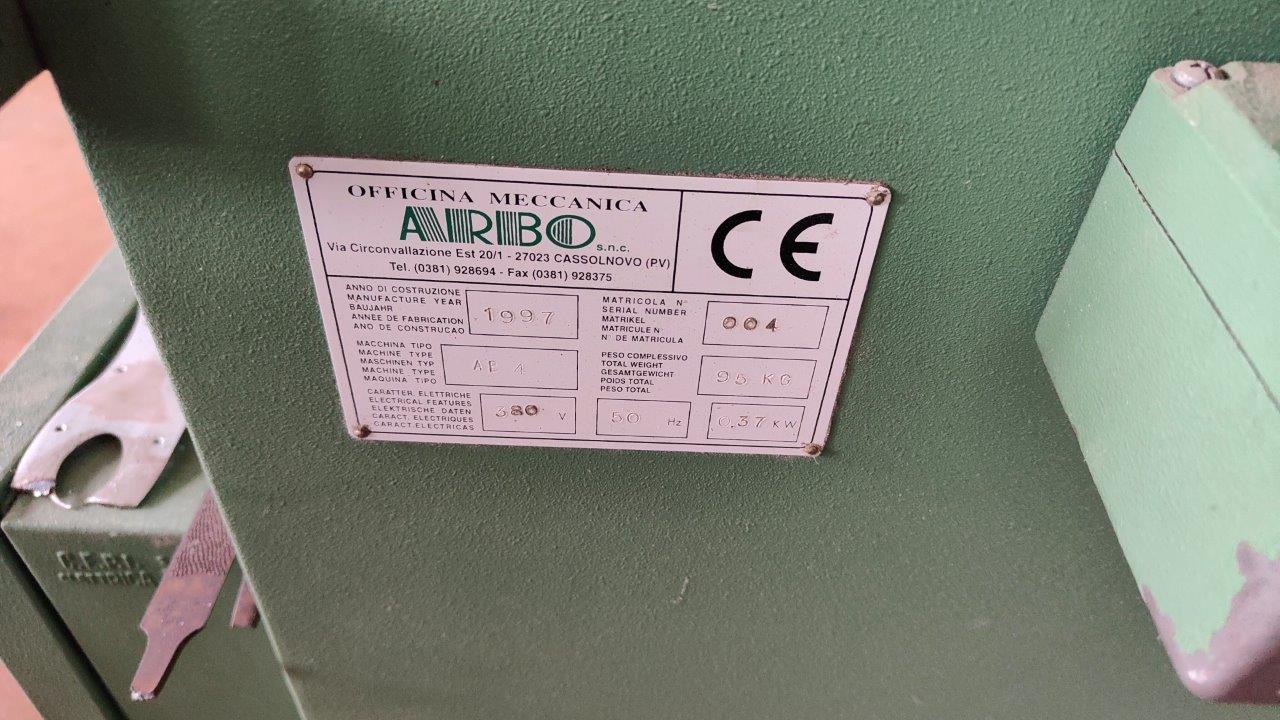 OFFICINA MECCANICA
ARBO s.n.c.
Via Circonvallazione Est 20/1 - 27023 CASSOLNOVO (PV)
Tel. (0381) 928694 - Fax (0381) 928375
CE
ANNO DI COSTRUZIONE
MANUFACTURE YEAR
BAUJAHR
ANNEE DE FABRICATION
ANO DE CONSTRUCAO
1997
MATRICOLA N°
SERIAL NUMBER
MATRIKEL
MATRICULE N°
N° DE MATRICULA
004
MACCHINA TIPO
MACHINE TYPE
MASCHINEN TYP
MACHINE TYPE
MAQUINA TIPO
4
PESO COMPLESSIVO
TOTAL WEIGHT
GESAMTGEWICHT
POIDS TOTAL
PESO TOTAL
95 KG
CARATTER. ELETTRICHE
ELECTRICAL FEATURES
ELEKTRISCHE DATEN
CARACT. ELECTRIQUES
CARACT. ELECTRICAS
380 V
50 Hz
0.37 KW